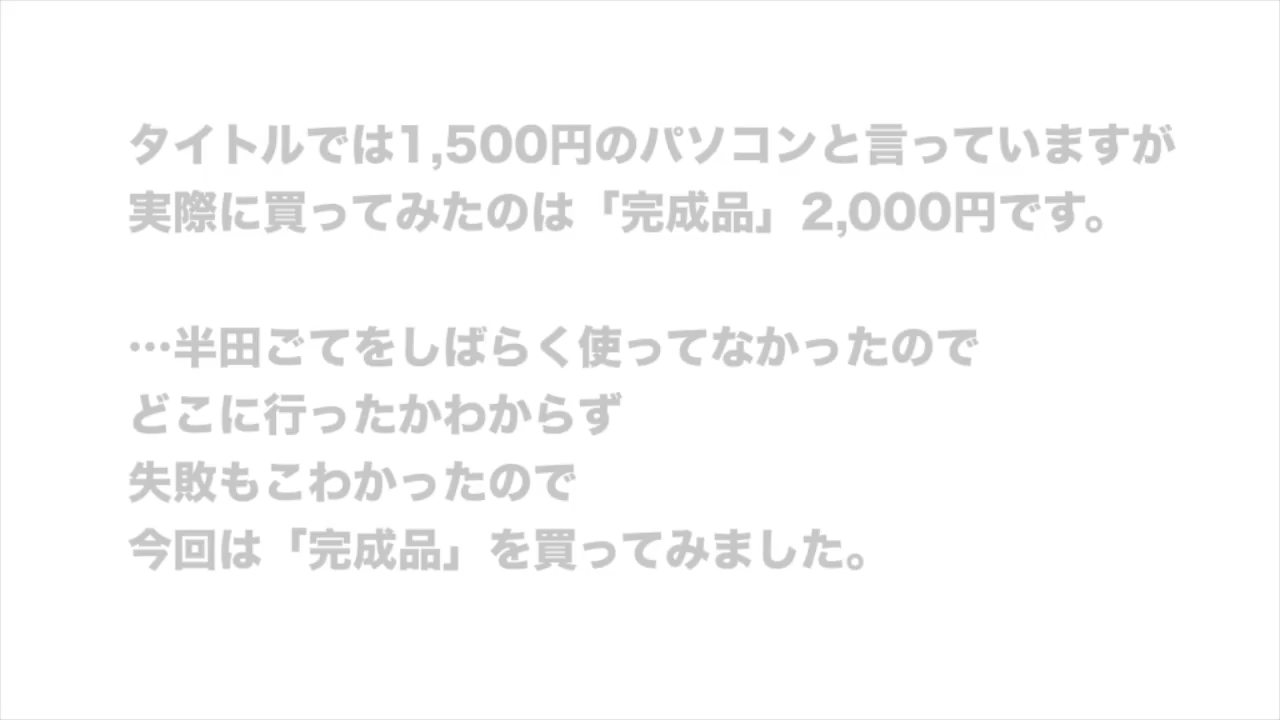 タイトルでは1,500円のパソコンと言っていますが
実際に買ってみたのは「完成品」2,000円です。
…半田ごてをしばらく使ってなかったので
どこに行ったかわからず
失敗もこわかったので
今回は「完成品」を買ってみました。